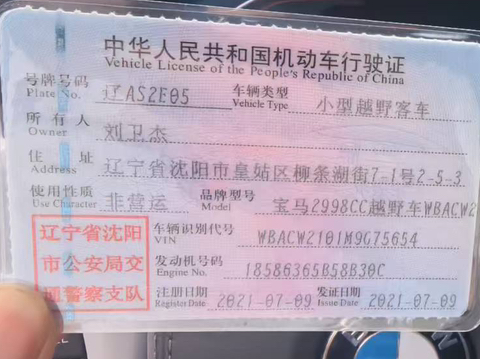 中华人民共和国机动车行驶证
Vehicle License of the People's Republic of China
号牌号码 辽AS2E05 车辆类型 小型越野客车
Plate No. Vehicle Type
所有人 刘卫杰
Owner
住址 辽宁省沈阳市皇姑区柳条湖街7-1号2-5-3
Address
使用性质 非营运 品牌型号 宝马2998CC越野车WBACW2
Use Character Model
辽宁省沈阳
市公安局交
通警察支队
车辆识别代号 WBACW2101M9G75654
VIN
发动机号码 18586365B58B30C
Engine No.
注册日期 2021-07-09 发证日期 2021-07-09
Register Date Issue Date